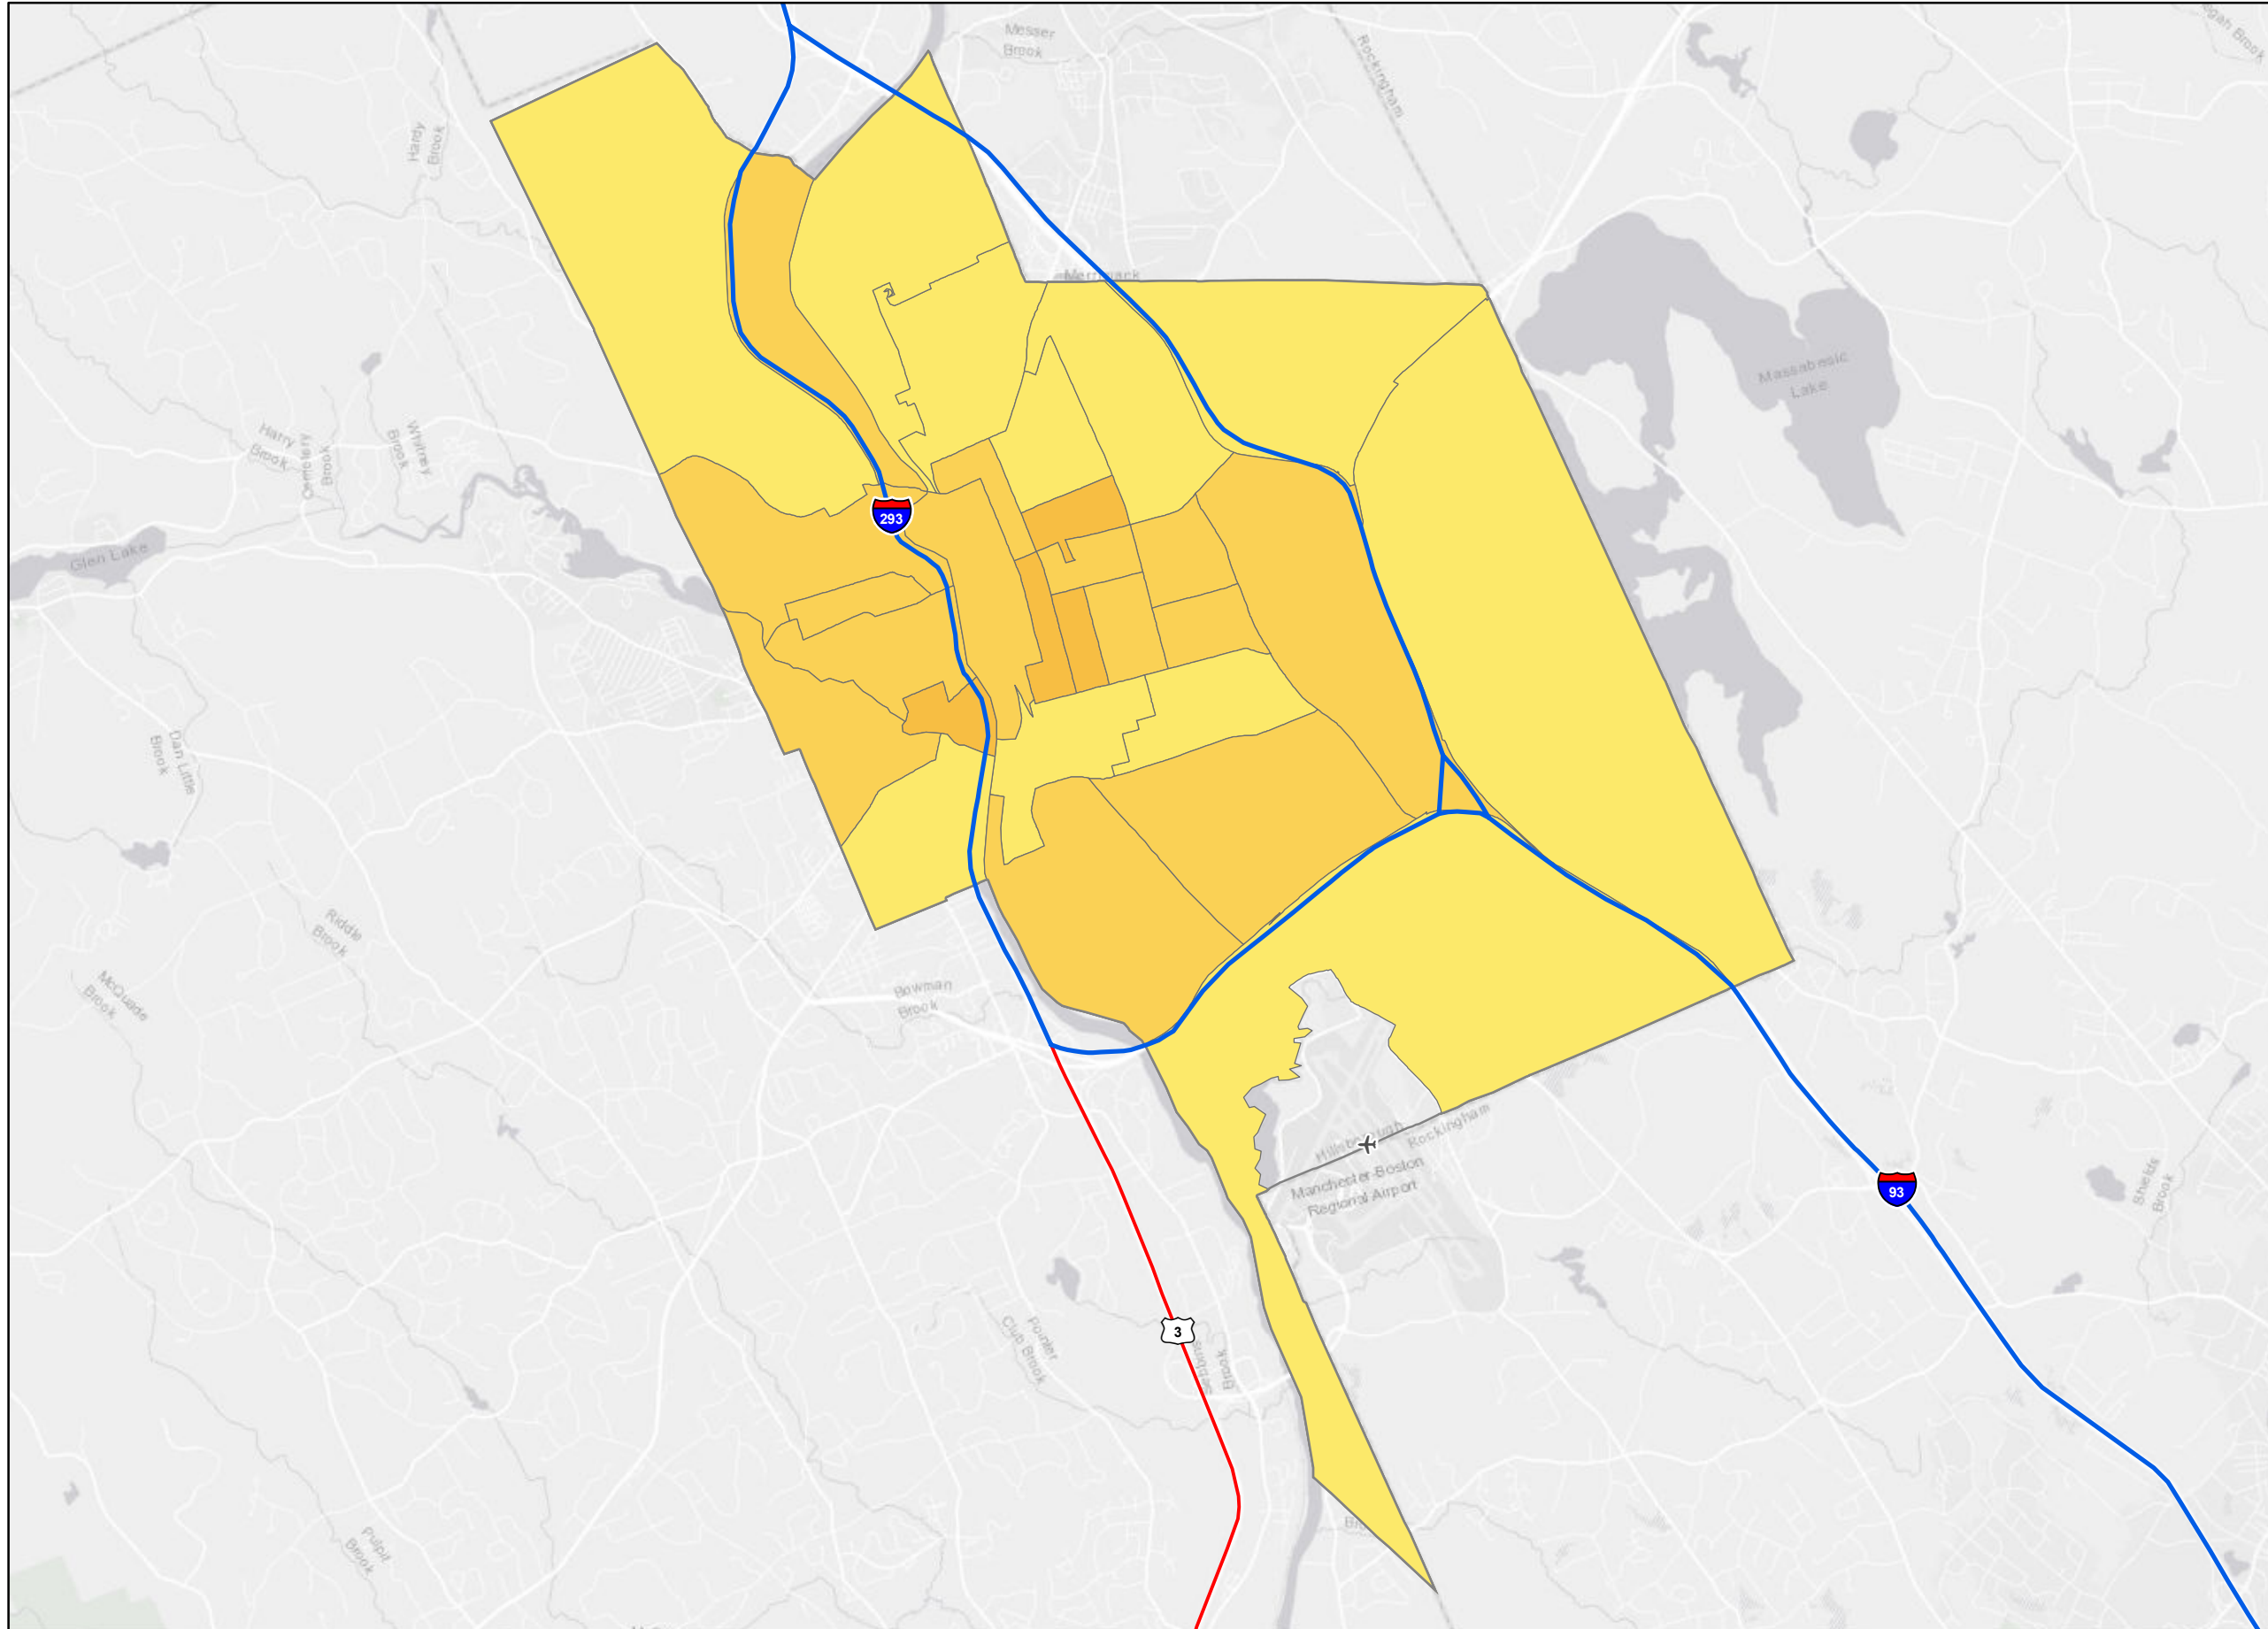 Messer
Brook
Rockingham
Hardy
Brook
Merrimack
Massabesic
Lake
Harry
Brook
Cemetery
Brook
Whitney
Brook
293
Glen Lake
Dan Little
Brook
Riddle
Brook
McQuade
Brook
Bowman
Brook
Hillsborough
Rockingham
Manchester-Boston
Regional Airport
93
Shields
Brook
3
Pointer
Club Brook
Sebbins
Brook
Pulpit
Brook